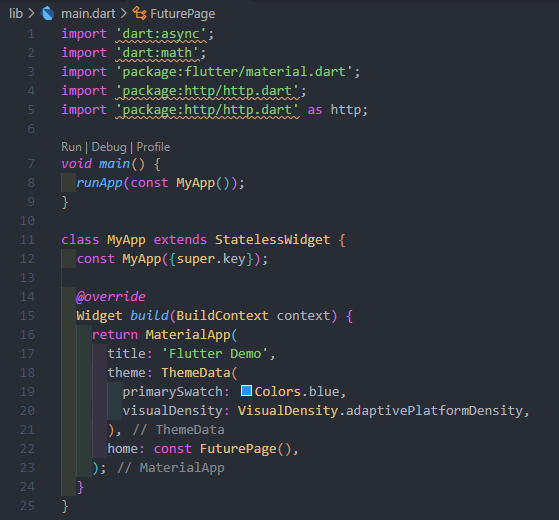 lib > main.dart > FuturePage
1 import 'dart:async';
2 import 'dart:math';
3 import 'package:flutter/material.dart';
4 import 'package:http/http.dart';
5 import 'package:http/http.dart' as http;
6
Run | Debug | Profile
7 void main() {
8   runApp(const MyApp());
9 }
10
11 class MyApp extends StatelessWidget {
12   const MyApp({super.key});
13
14   @override
15   Widget build(BuildContext context) {
16     return MaterialApp(
17       title: 'Flutter Demo',
18       theme: ThemeData(
19         primarySwatch: Colors.blue,
20         visualDensity: VisualDensity.adaptivePlatformDensity,
21       ), // ThemeData
22       home: const FuturePage(),
23     ); // MaterialApp
24   }
25 }